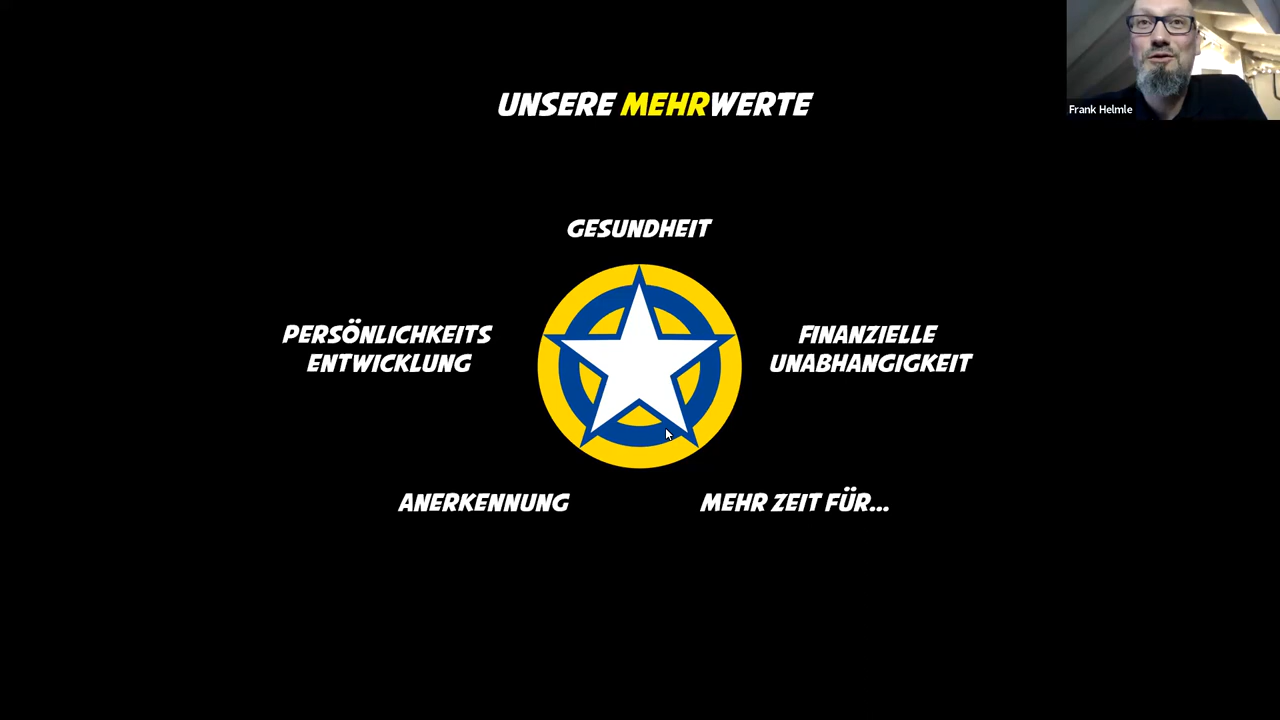 UNSERE MEHRWERTE
Frank Helmle
GESUNDHEIT
PERSÖNLICHKEITS
ENTWICKLUNG
FINANZIELLE
UNABHANGIGKEIT
ANERKENNUNG
MEHR ZEIT FÜR...